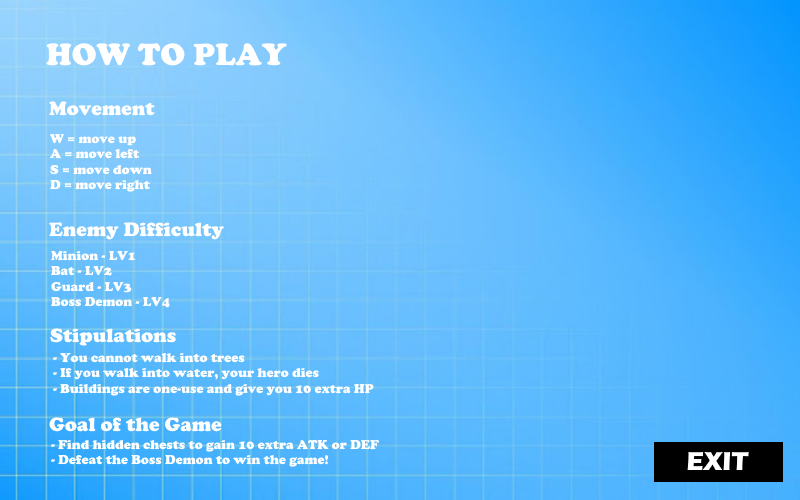 HOW TO PLAY
Movement
W = move up
A = move left
S = move down
D = move right
Enemy Difficulty
Minion - LV1
Bat - LV2
Guard - LV3
Boss Demon - LV4
Stipulations
- You cannot walk into trees
- If you walk into water, your hero dies
- Buildings are one-use and give you 10 extra HP
Goal of the Game
- Find hidden chests to gain 10 extra ATK or DEF
- Defeat the Boss Demon to win the game!
EXIT